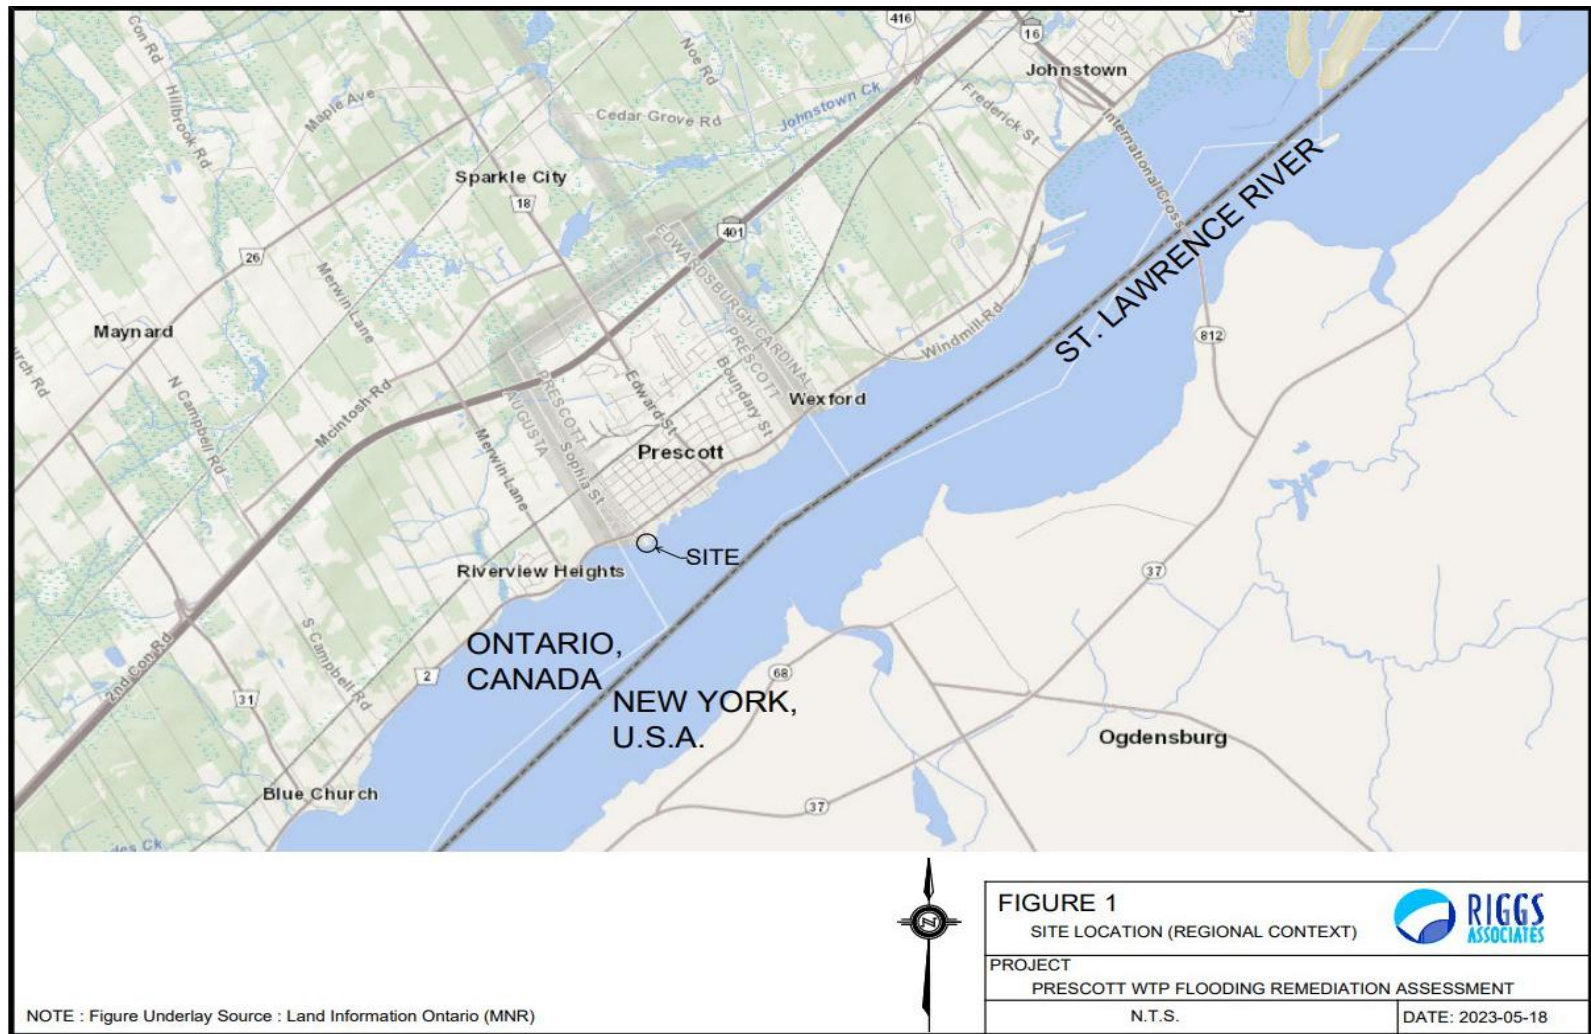 416
16
Johnstown
Con Rd
Noe Rd
Hillbrook Rd
Maple Ave
Cedar Grove Rd
Johnstown Ck
Frederick St
International Cross
Sparkle City
18
401
ST. LAWRENCE RIVER
26
Merwin Lane
EDWARDSBURGH/CARDINAL
PRESCOTT
Maynard
812
Windmill Rd
urch Rd
N Campbell Rd
Mcintosh Rd
PRESCOTT
AUGUSTA
Edward St
Boundary St
Wexford
Merwin Lane
Sophia St
Prescott
SITE
Riverview Heights
37
2nd Con Rd
S Campbell Rd
ONTARIO,
CANADA
2
31
68
NEW YORK,
U.S.A.
Ogdensburg
Blue Church
37
des Ck
N
FIGURE 1
SITE LOCATION (REGIONAL CONTEXT)
RIGGS
ASSOCIATES
PROJECT
PRESCOTT WTP FLOODING REMEDIATION ASSESSMENT
NOTE : Figure Underlay Source : Land Information Ontario (MNR)
N.T.S.
DATE: 2023-05-18